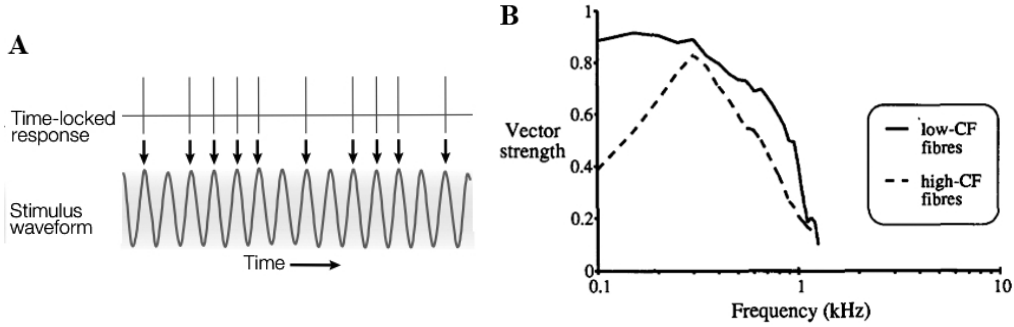 A
Time-locked
response
Stimulus
waveform
Time
B
1
0.8
0.6
0.4
0.2
0
Vector
strength
0.1
1
10
Frequency (kHz)
low-CF
fibres
high-CF
fibres